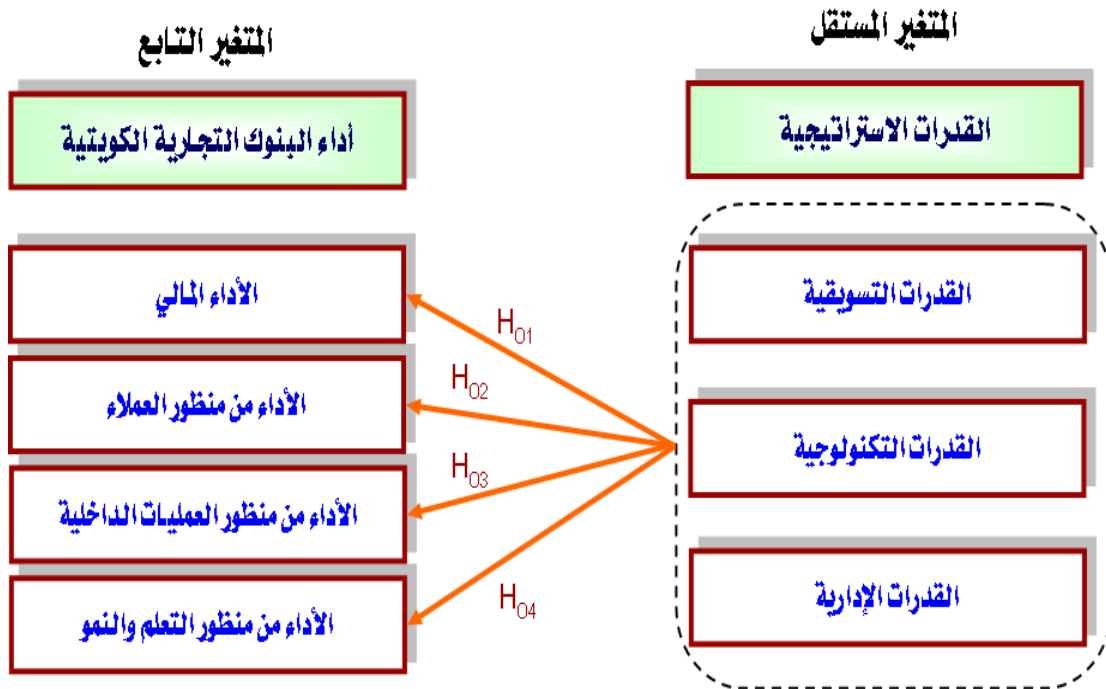 المتغير المستقل
المتغير التابع
القدرات الاستراتيجية
أداء البنوك التجارية الكويتية
القدرات التسويقية
القدرات التكنولوجية
القدرات الإدارية
H01
H02
H03
H04
الأداء المالي
الأداء من منظور العملاء
الأداء من منظور العمليات الداخلية
الأداء من منظور التعلم والنمو